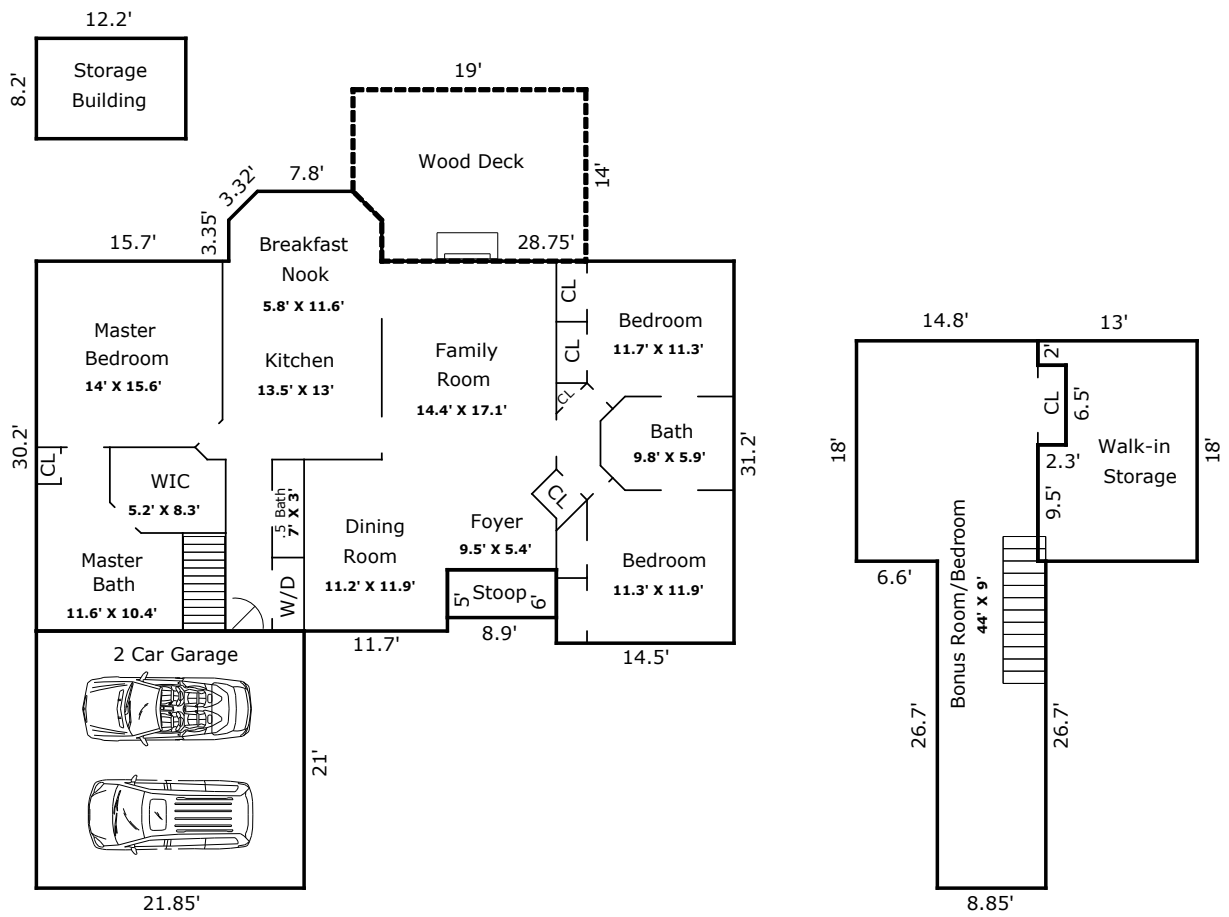 12.2'
8.2'
Storage
Building
19'
Wood Deck
14'
28.75'
7.8'
3.32'
3.35'
15.7'
Breakfast
Nook
5.8' X 11.6'
Master
Bedroom
14' X 15.6'
Kitchen
13.5' X 13'
Family
Room
14.4' X 17.1'
CL
CL
CL
Bedroom
11.7' X 11.3'
Bath
9.8' X 5.9'
31.2'
30.2'
CL
WIC
5.2' X 8.3'
Master
Bath
11.6' X 10.4'
.5 Bath
7' X 3'
W/D
Dining
Room
11.2' X 11.9'
Foyer
9.5' X 5.4'
CL
5'
Stoop
6'
Bedroom
11.3' X 11.9'
11.7'
8.9'
14.5'
2 Car Garage
21'
21.85'
14.8'
13'
2'
CL
6.5'
18'
2.3'
Walk-in
Storage
18'
9.5'
6.6'
Bonus Room/Bedroom
44' X 9'
26.7'
26.7'
8.85'